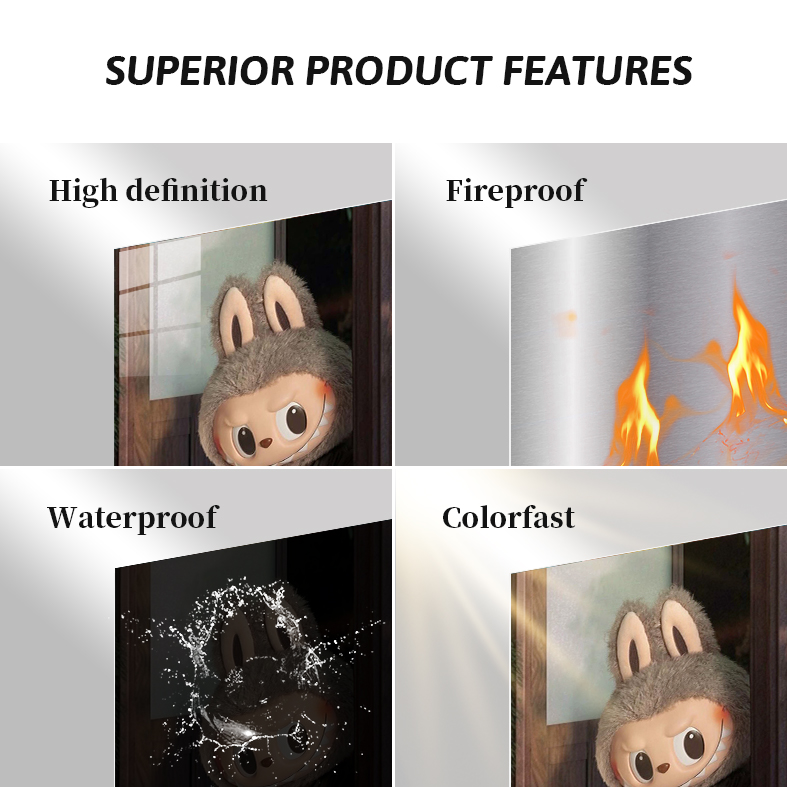 SUPERIOR PRODUCT FEATURES
High definition
Fireproof
Waterproof
Colorfast